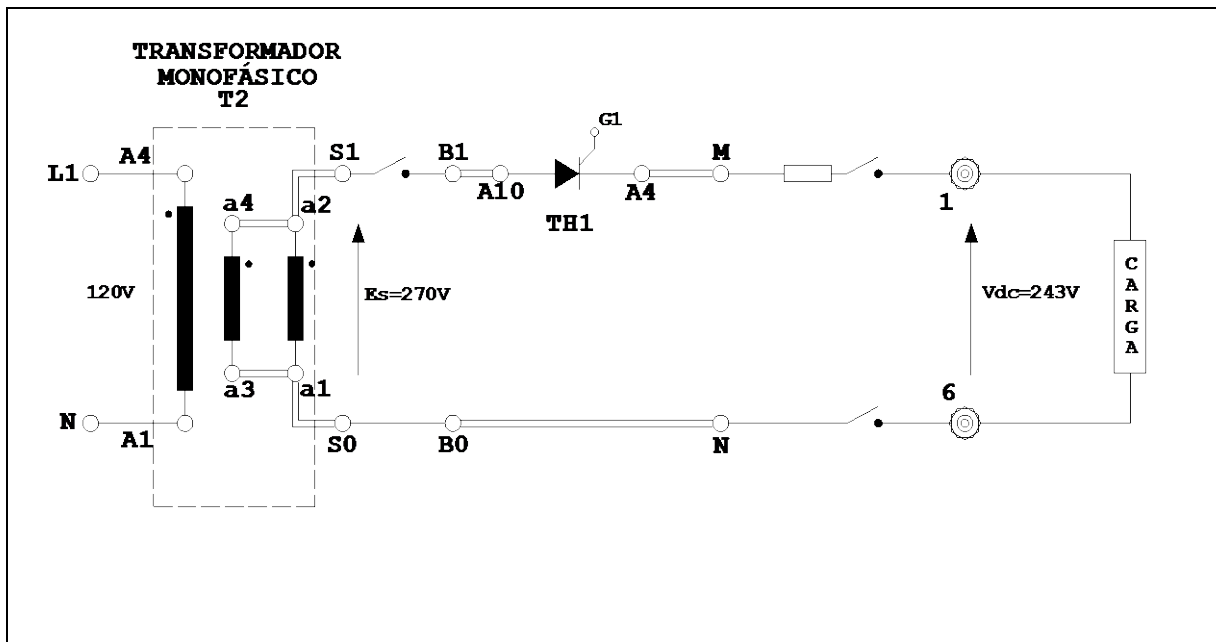 TRANSFORMADOR
MONOFÁSICO
T2
G1
L1
A4
S1
B1
A10
TH1
A4
M
1
a4
a2
120V
Es=270V
Vdc=243V
CARGA
a3
a1
N
A1
S0
B0
N
6